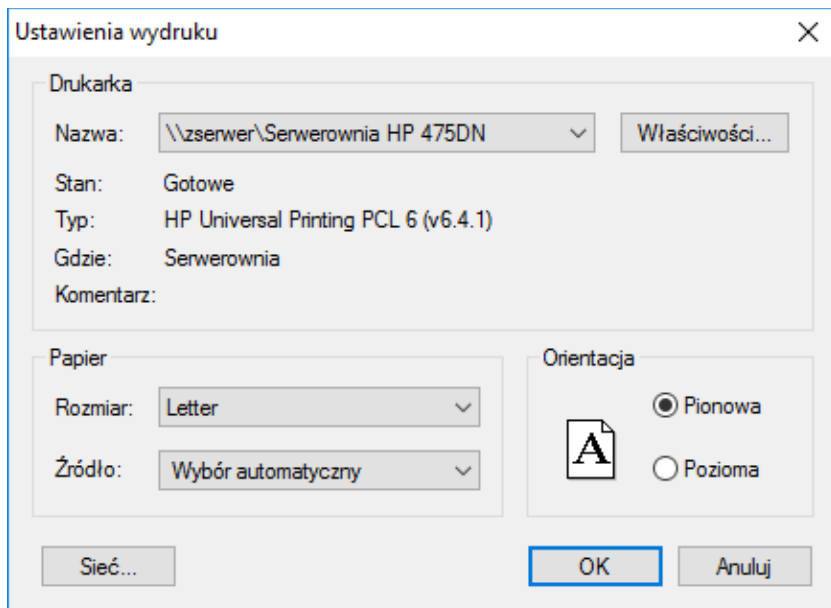 Ustawienia wydruku
Drukarka
Nazwa: \\zserwer\Serwerownia HP 475DN Właściwości...
Stan: Gotowe
Typ: HP Universal Printing PCL 6 (v6.4.1)
Gdzie: Serwerownia
Komentarz:
Papier
Rozmiar: Letter
Źródło: Wybór automatyczny
Orientacja
A
Pionowa
Pozioma
Sieć... OK Anuluj